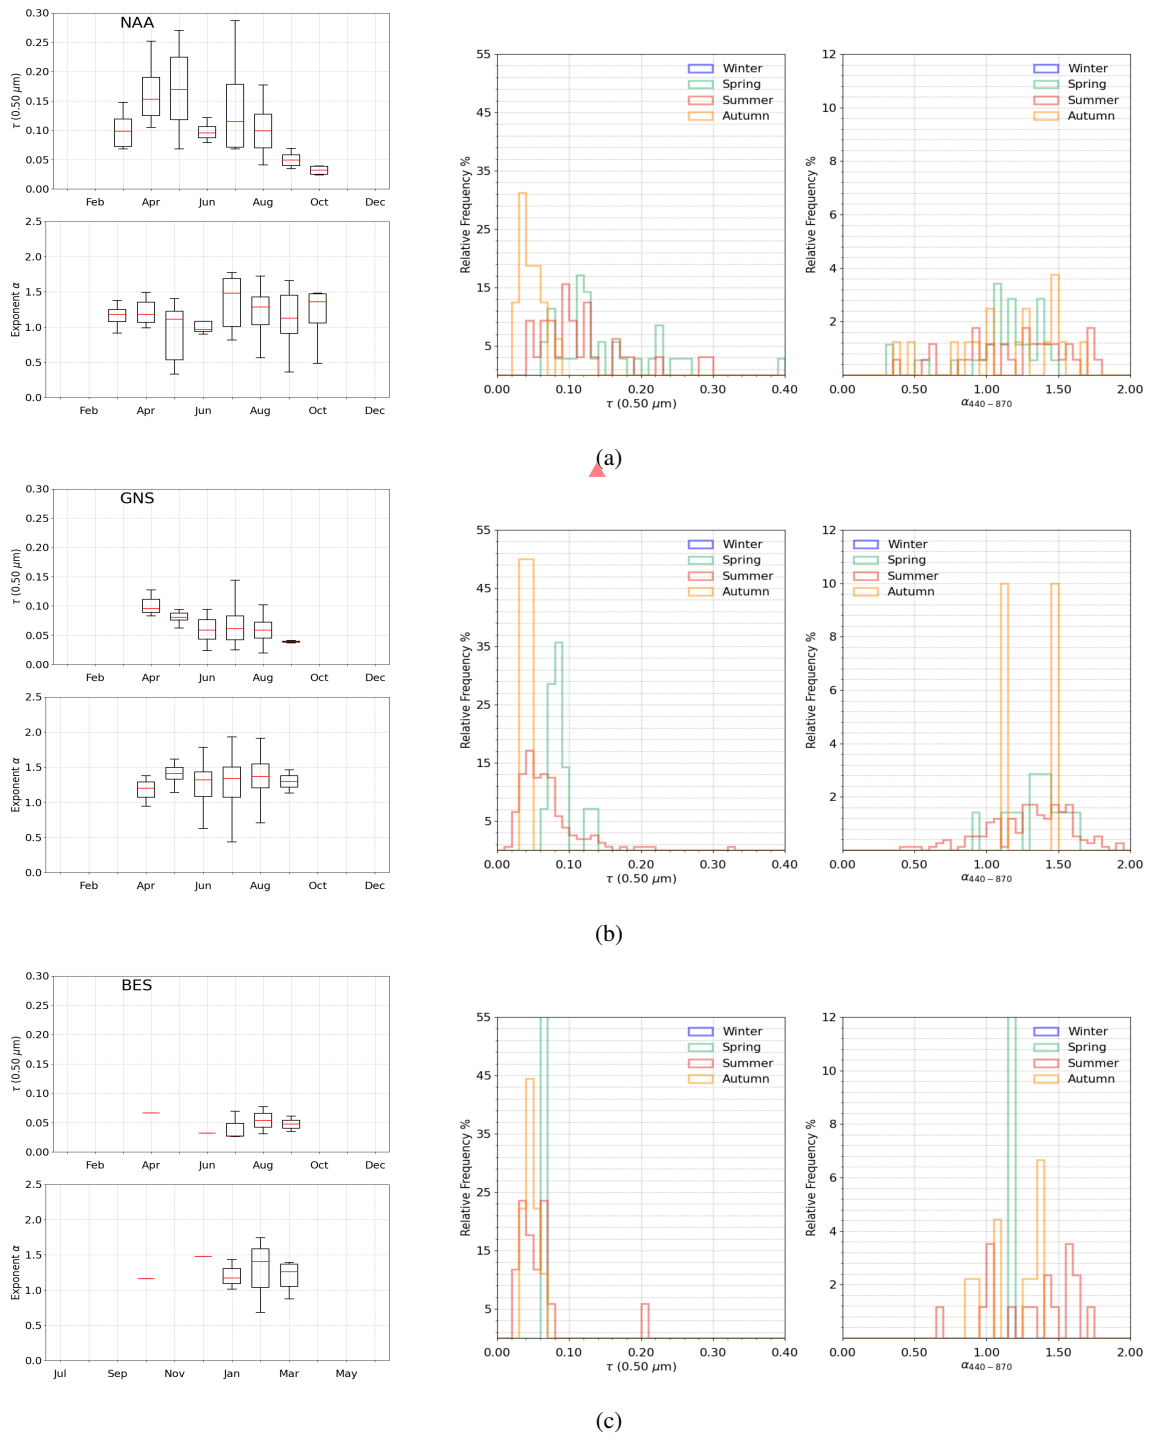 NAA
τ (0.50 μm)
0.30
0.25
0.20
0.15
0.10
0.05
0.00
Feb Apr Jun Aug Oct Dec
Exponent α
2.5
2.0
1.5
1.0
0.5
0.0
Feb Apr Jun Aug Oct Dec
Relative Frequency %
55
45
35
25
15
5
Winter
Spring
Summer
Autumn
0.00 0.10 0.20 0.30 0.40
τ (0.50 μm)
Relative Frequency %
12
10
8
6
4
2
Winter
Spring
Summer
Autumn
0.00 0.50 1.00 1.50 2.00
α440−870
(a)
GNS
τ (0.50 μm)
0.30
0.25
0.20
0.15
0.10
0.05
0.00
Feb Apr Jun Aug Oct Dec
Exponent α
2.5
2.0
1.5
1.0
0.5
0.0
Feb Apr Jun Aug Oct Dec
Relative Frequency %
55
45
35
25
15
5
Winter
Spring
Summer
Autumn
0.00 0.10 0.20 0.30 0.40
τ (0.50 μm)
Relative Frequency %
12
10
8
6
4
2
Winter
Spring
Summer
Autumn
0.00 0.50 1.00 1.50 2.00
α440−870
(b)
BES
τ (0.50 μm)
0.30
0.25
0.20
0.15
0.10
0.05
0.00
Feb Apr Jun Aug Oct Dec
Exponent α
2.5
2.0
1.5
1.0
0.5
0.0
Jul Sep Nov Jan Mar May
Relative Frequency %
55
45
35
25
15
5
Winter
Spring
Summer
Autumn
0.00 0.10 0.20 0.30 0.40
τ (0.50 μm)
Relative Frequency %
12
10
8
6
4
2
Winter
Spring
Summer
Autumn
0.00 0.50 1.00 1.50 2.00
α440−870
(c)